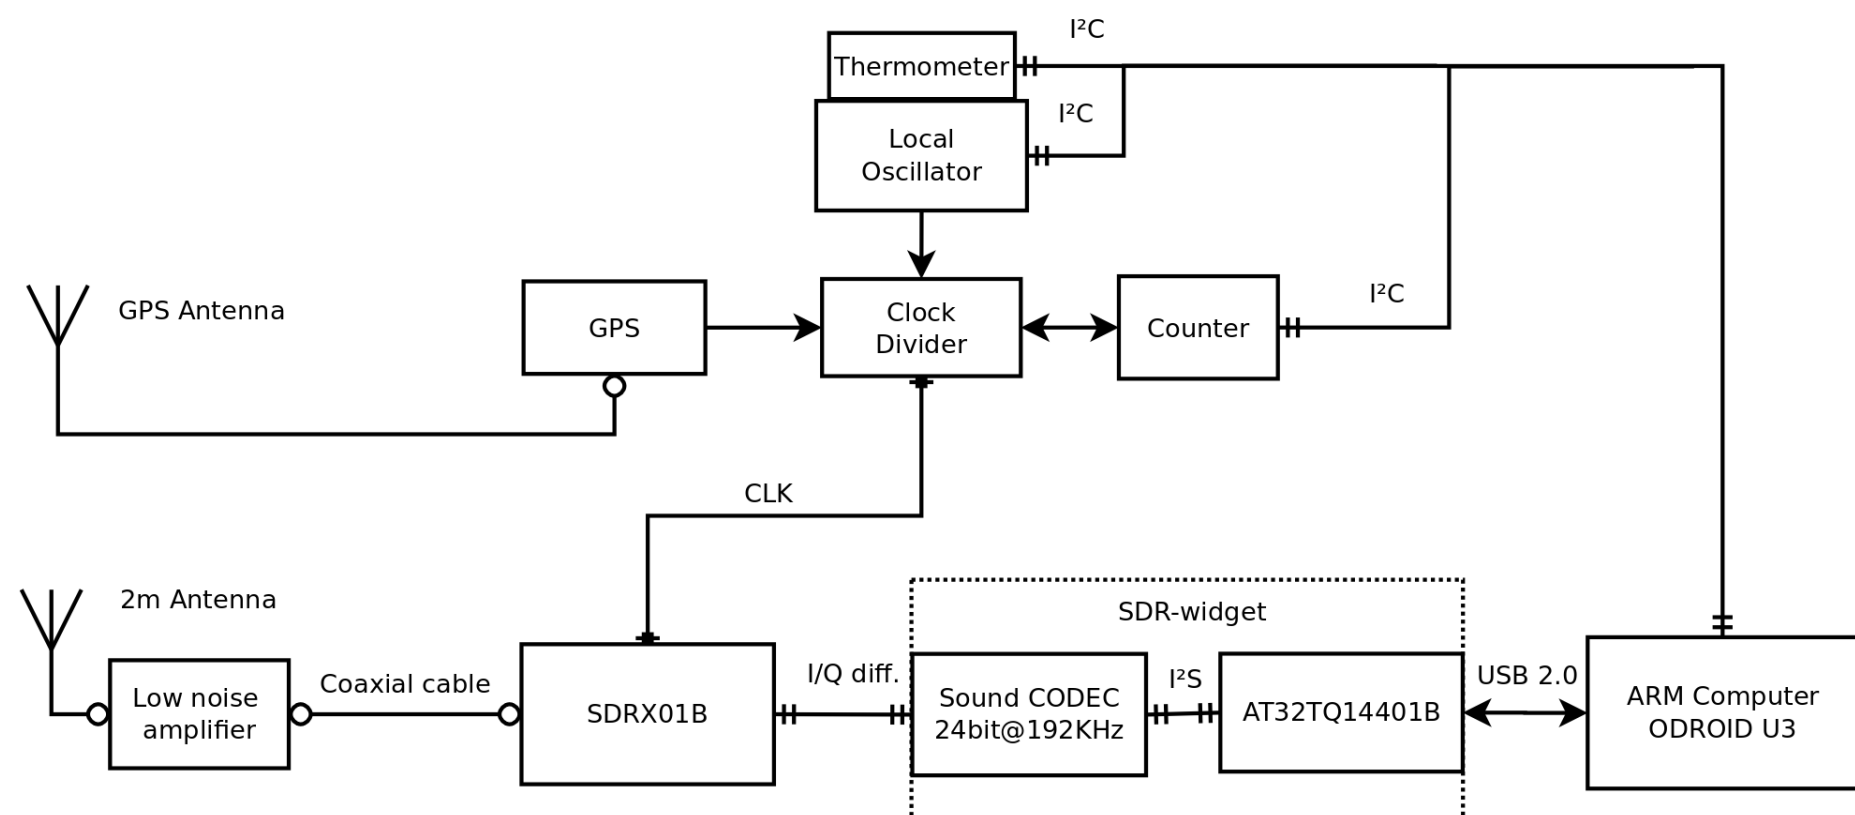 I²C
Thermometer
I²C
Local
Oscillator
GPS Antenna
GPS
Clock
Divider
Counter
I²C
CLK
2m Antenna
SDR-widget
Low noise
amplifier
Coaxial cable
SDRX01B
I/Q diff.
Sound CODEC
24bit@192KHz
I²S
AT32TQ14401B
USB 2.0
ARM Computer
ODROID U3